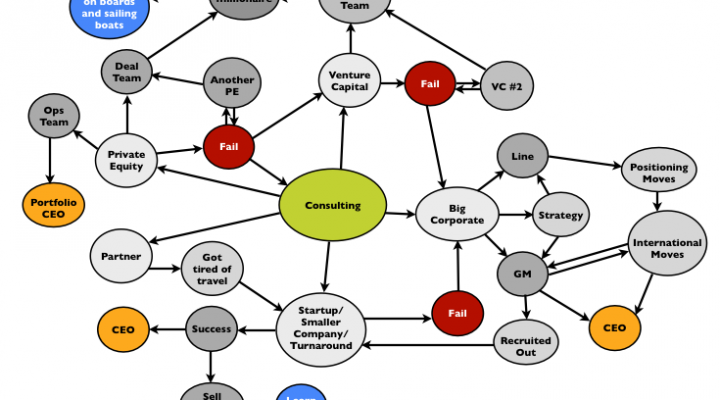 on boards
and sailing
boats
Millionaire
Team
Deal
Team
Another
PE
Venture
Capital
Fail
VC #2
Ops
Team
Private
Equity
Fail
Line
Positioning
Moves
Portfolio
CEO
Consulting
Big
Corporate
Strategy
International
Moves
Partner
Got
tired of
travel
GM
Startup/
Smaller
Company/
Turnaround
Fail
CEO
Success
CEO
Recruited
Out
Sell
Learn